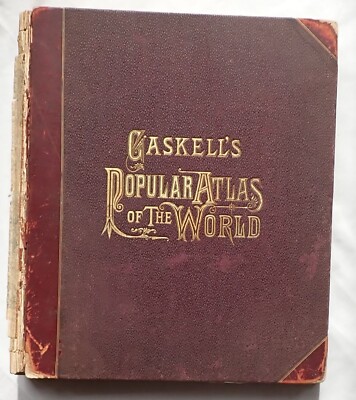 GASKELL'S
POPULAR ATLAS
OF THE WORLD